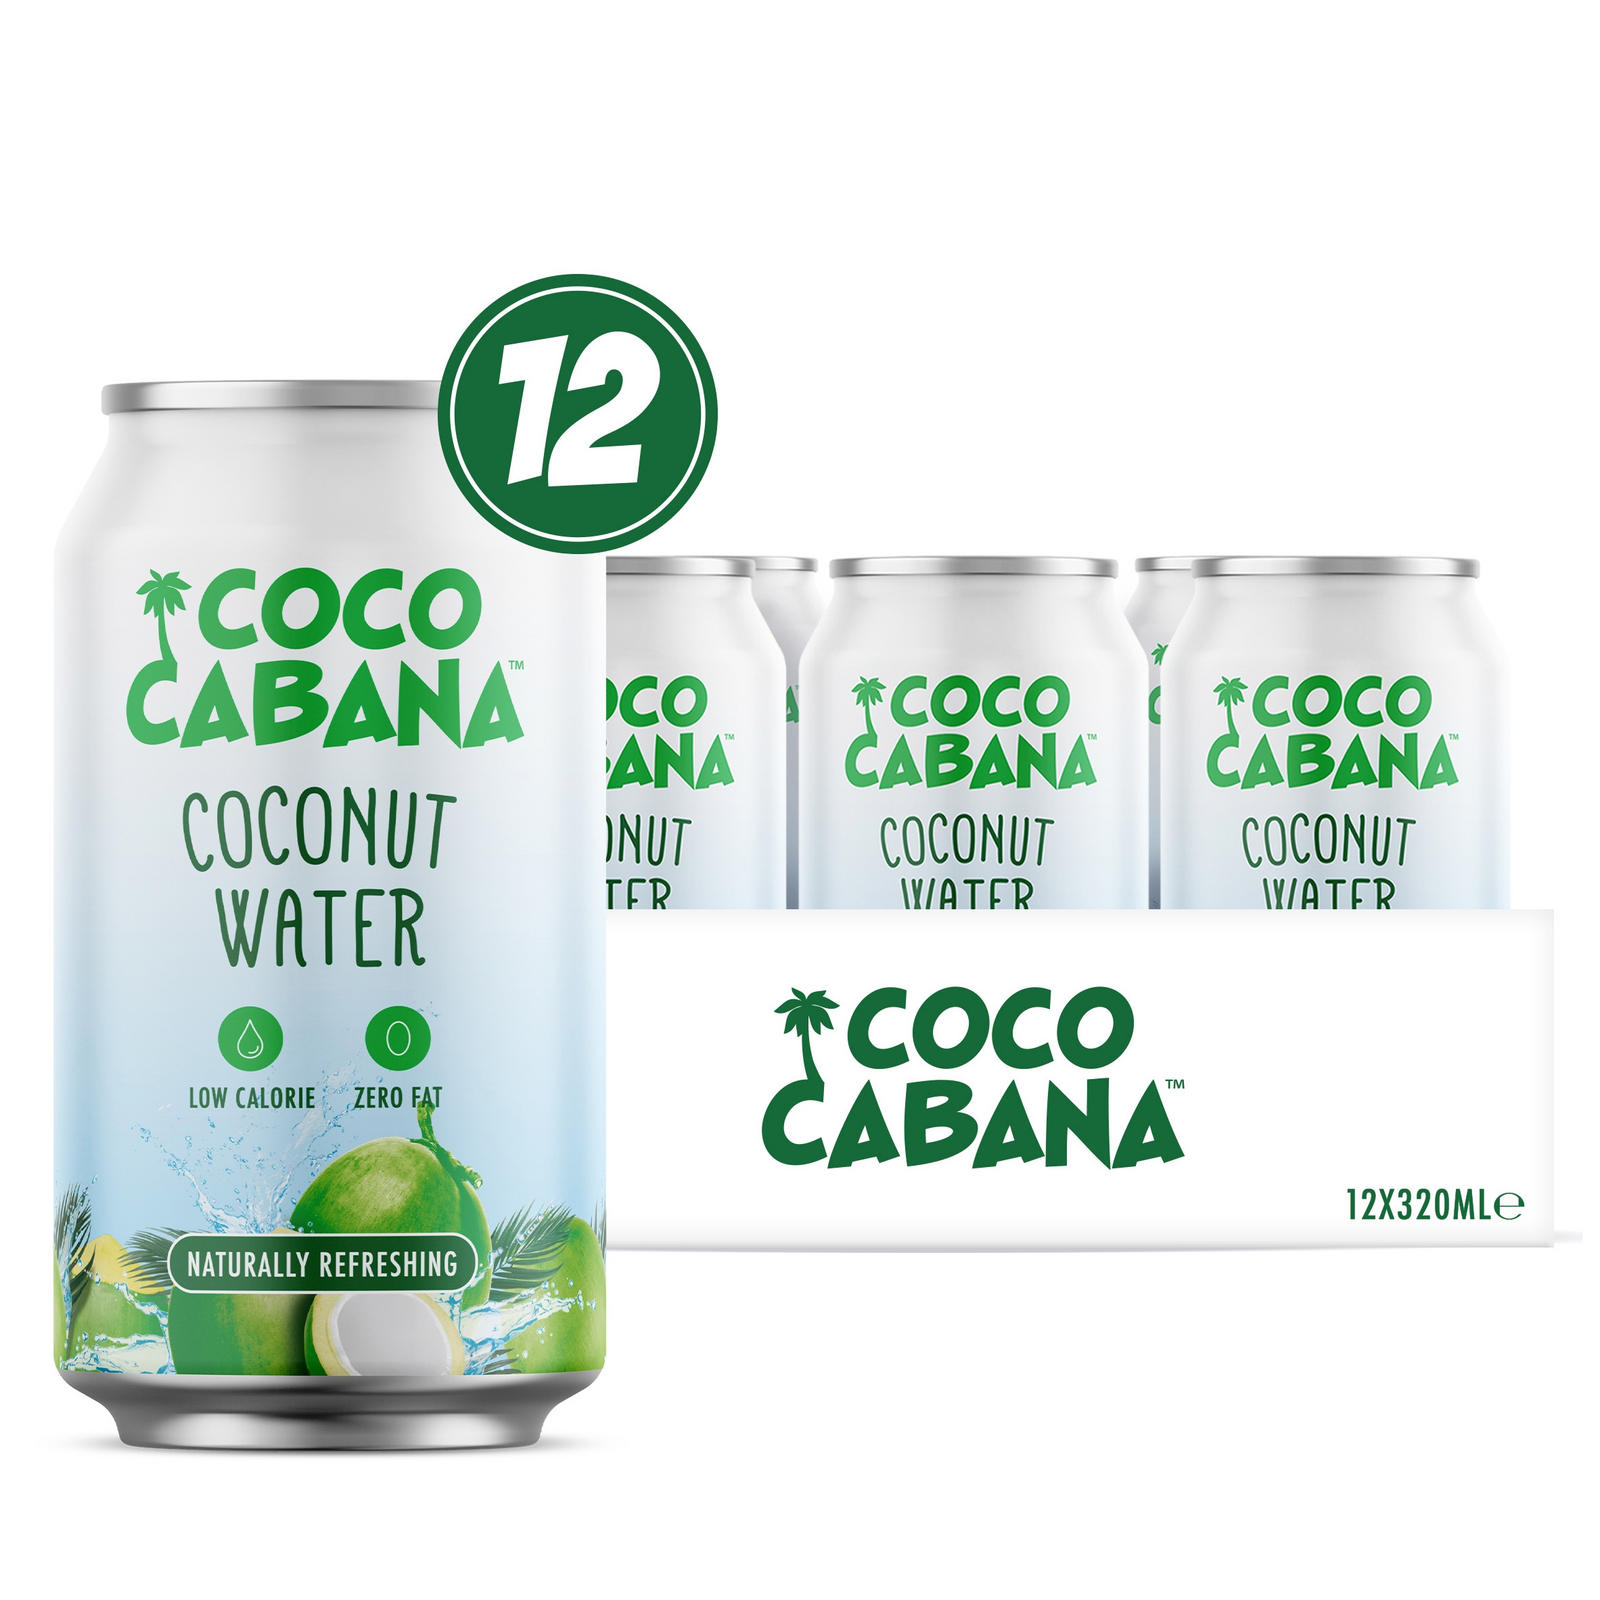 12
COCO
CABANA™
COCONUT
WATER
LOW CALORIE
ZERO FAT
NATURALLY REFRESHING
COCO
CABANA™
COCONUT
WATER
COCO
CABANA™
COCONUT
WATER
COCO
CABANA™
12X320ML℮